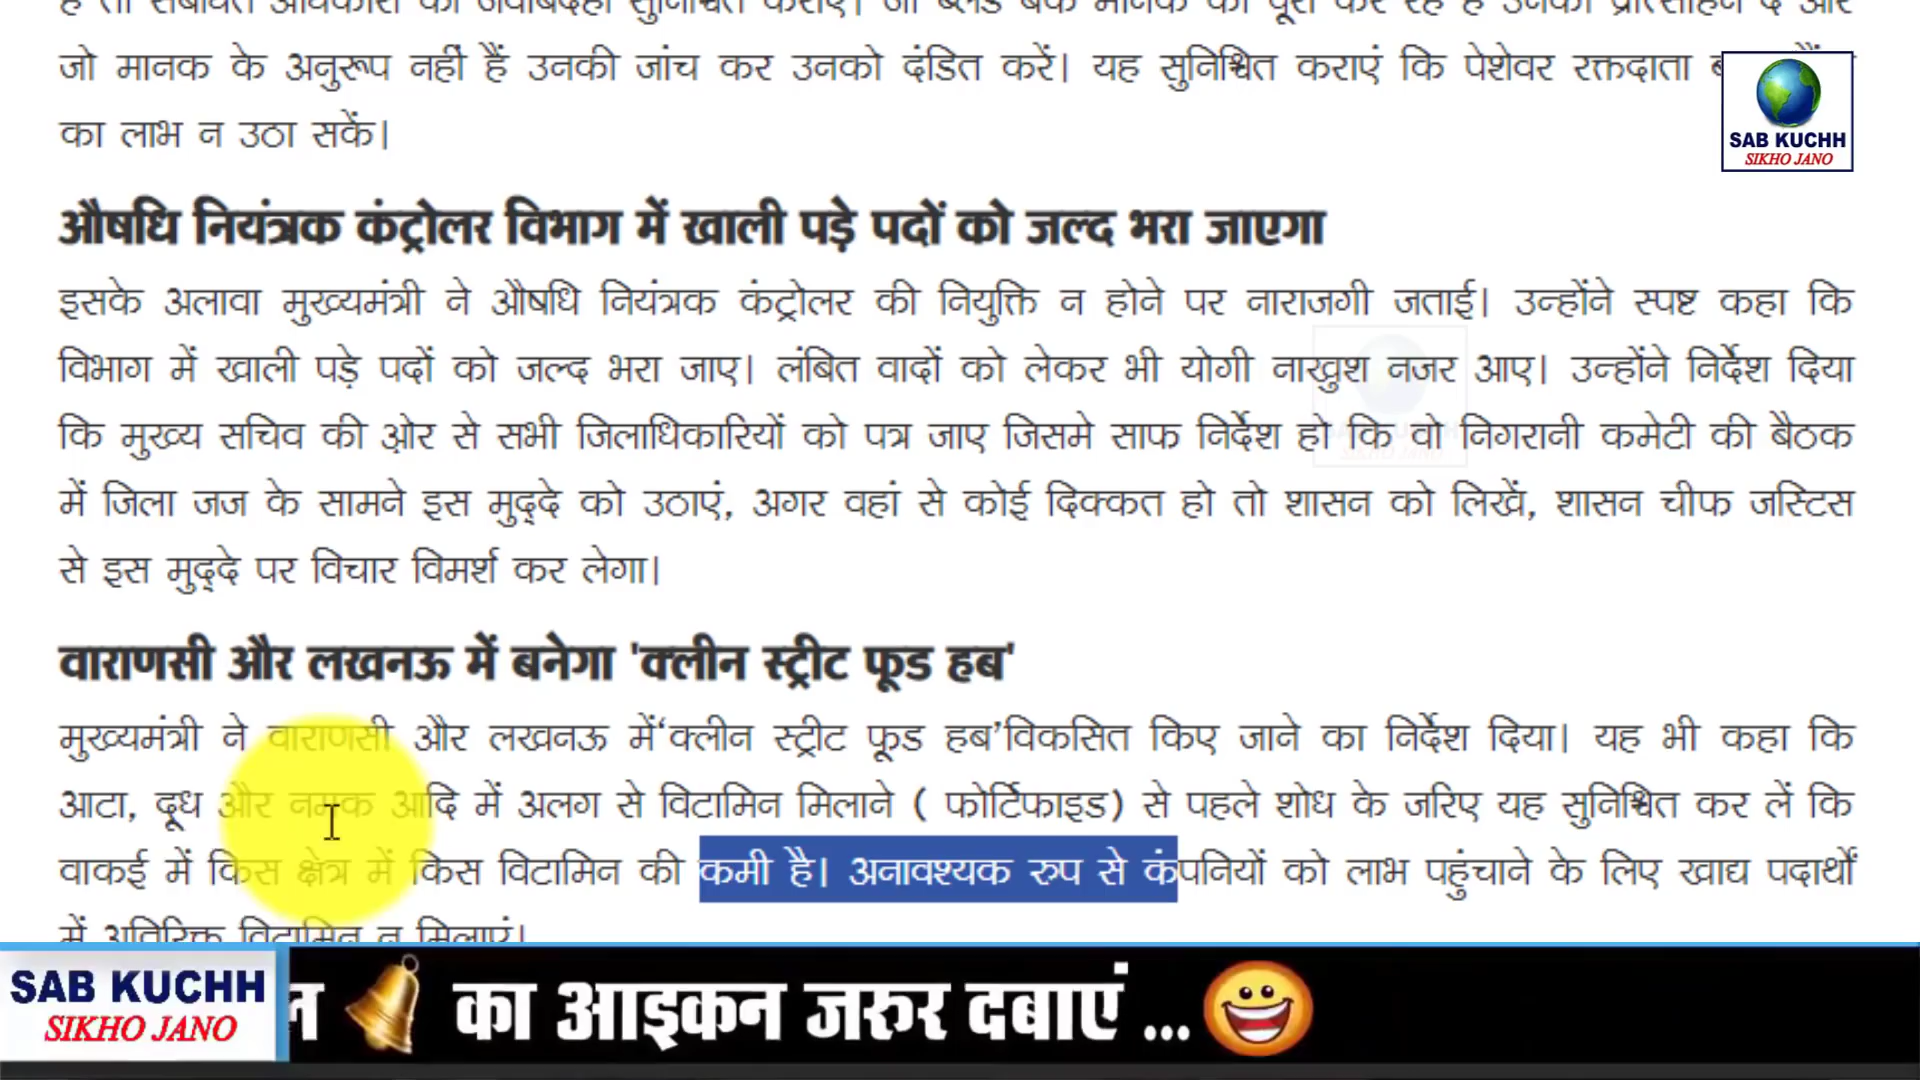 जो मानक के अनुरूप नहीं हैं उनकी जांच कर उनको दंडित करें। यह सुनिश्चित कराएं कि पेशेवर रक्तदाता
का लाभ न उठा सकें।
SAB KUCHH
SIKHO JANO
औषधि नियंत्रक कंट्रोलर विभाग में खाली पड़े पदों को जल्द भरा जाएगा
इसके अलावा मुख्यमंत्री ने औषधि नियंत्रक कंट्रोलर की नियुक्ति न होने पर नाराजगी जताई। उन्होंने स्पष्ट कहा कि
विभाग में खाली पड़े पदों को जल्द भरा जाए। लंबित वादों को लेकर भी योगी नाखुश नजर आए। उन्होंने निर्देश दिया
कि मुख्य सचिव की ओ़र से सभी जिलाधिकारियों को पत्र जाए जिसमे साफ निर्देश हो कि वो निगरानी कमेटी की बैठक
में जिला जज के सामने इस मुद्दे को उठाएं, अगर वहां से कोई दिक्कत हो तो शासन को लिखें, शासन चीफ जस्टिस
से इस मुद्दे पर विचार विमर्श कर लेगा।
वाराणसी और लखनऊ में बनेगा 'क्लीन स्ट्रीट फूड हब'
मुख्यमंत्री ने वाराणसी और लखनऊ में‘क्लीन स्ट्रीट फूड हब’विकसित किए जाने का निर्देश दिया। यह भी कहा कि
आटा, दूध और नमक आदि में अलग से विटामिन मिलाने ( फोर्टिफाइड) से पहले शोध के जरिए यह सुनिश्चित कर लें कि
वाकई में किस क्षेत्र में किस विटामिन की कमी है। अनावश्यक रुप से कंपनियों को लाभ पहुंचाने के लिए खाद्य पदार्थों
में अतिरिक्त विटामिन न मिलाएं।
SAB KUCHH
SIKHO JANO
का आइकन जरुर दबाएं ...